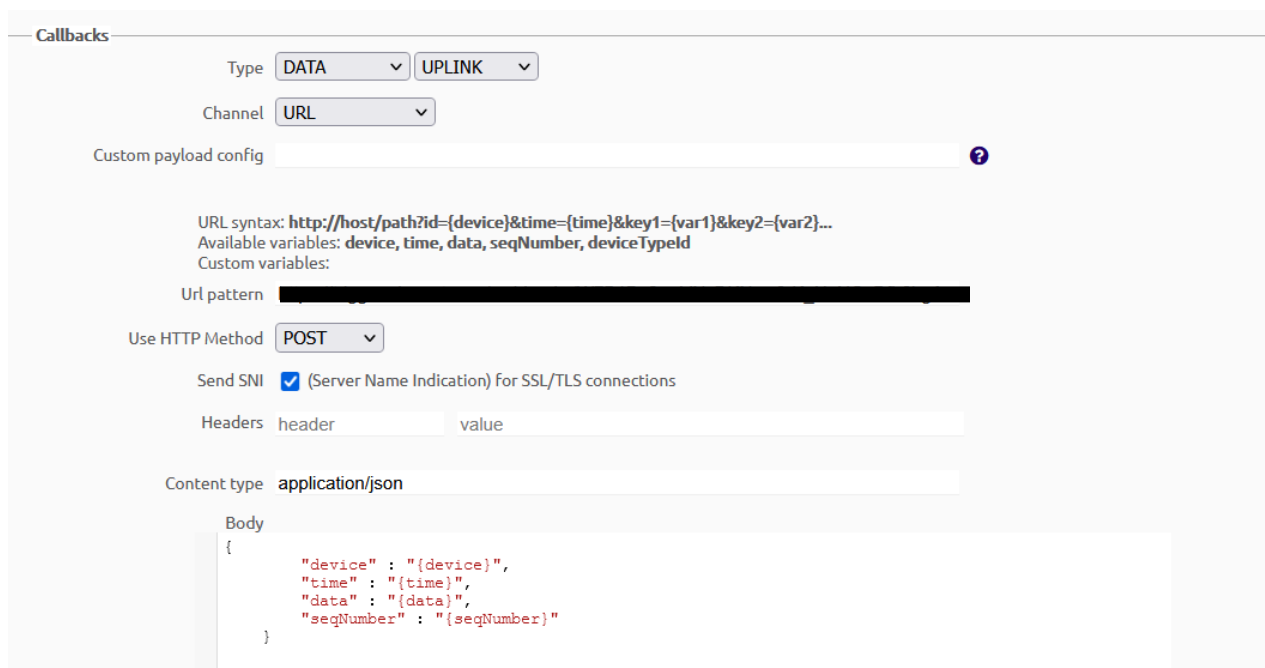 Callbacks
Type DATA UPLINK
Channel URL
Custom payload config ?
URL syntax: http://host/path?id={device}&time={time}&key1={var1}&key2={var2}...
Available variables: device, time, data, seqNumber, deviceTypeId
Custom variables:
Url pattern
Use HTTP Method POST
Send SNI (Server Name Indication) for SSL/TLS connections
Headers header value
Content type application/json
Body
{
"device" : "{device}",
"time" : "{time}",
"data" : "{data}",
"seqNumber" : "{seqNumber}"
}